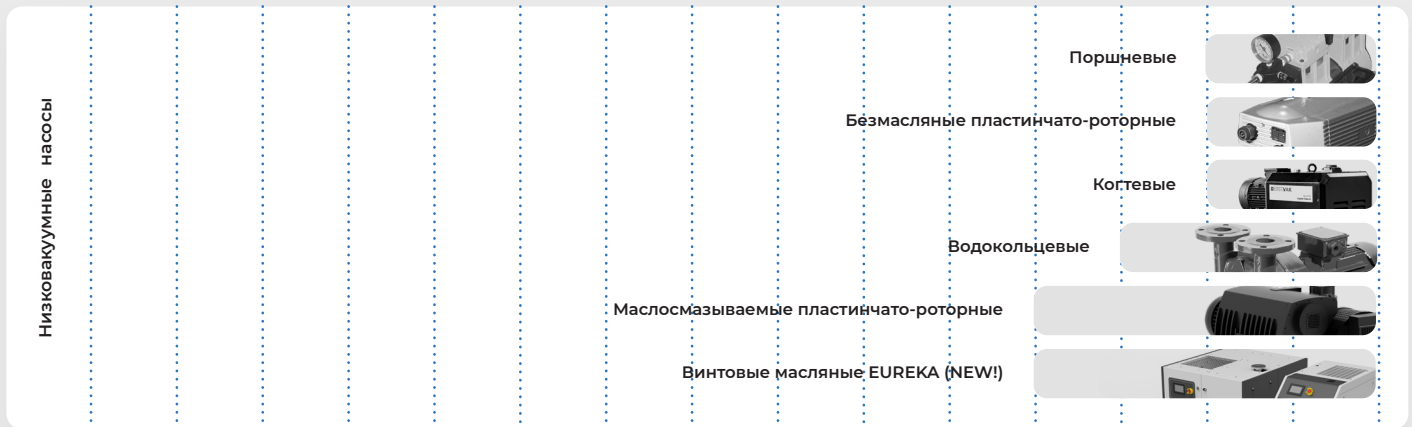 Низковакуумные насосы
Поршневые
Безмасляные пластинчато-роторные
Когтевые
Водокольцевые
Маслосмазываемые пластинчато-роторные
Винтовые масляные EUREKA (NEW!)